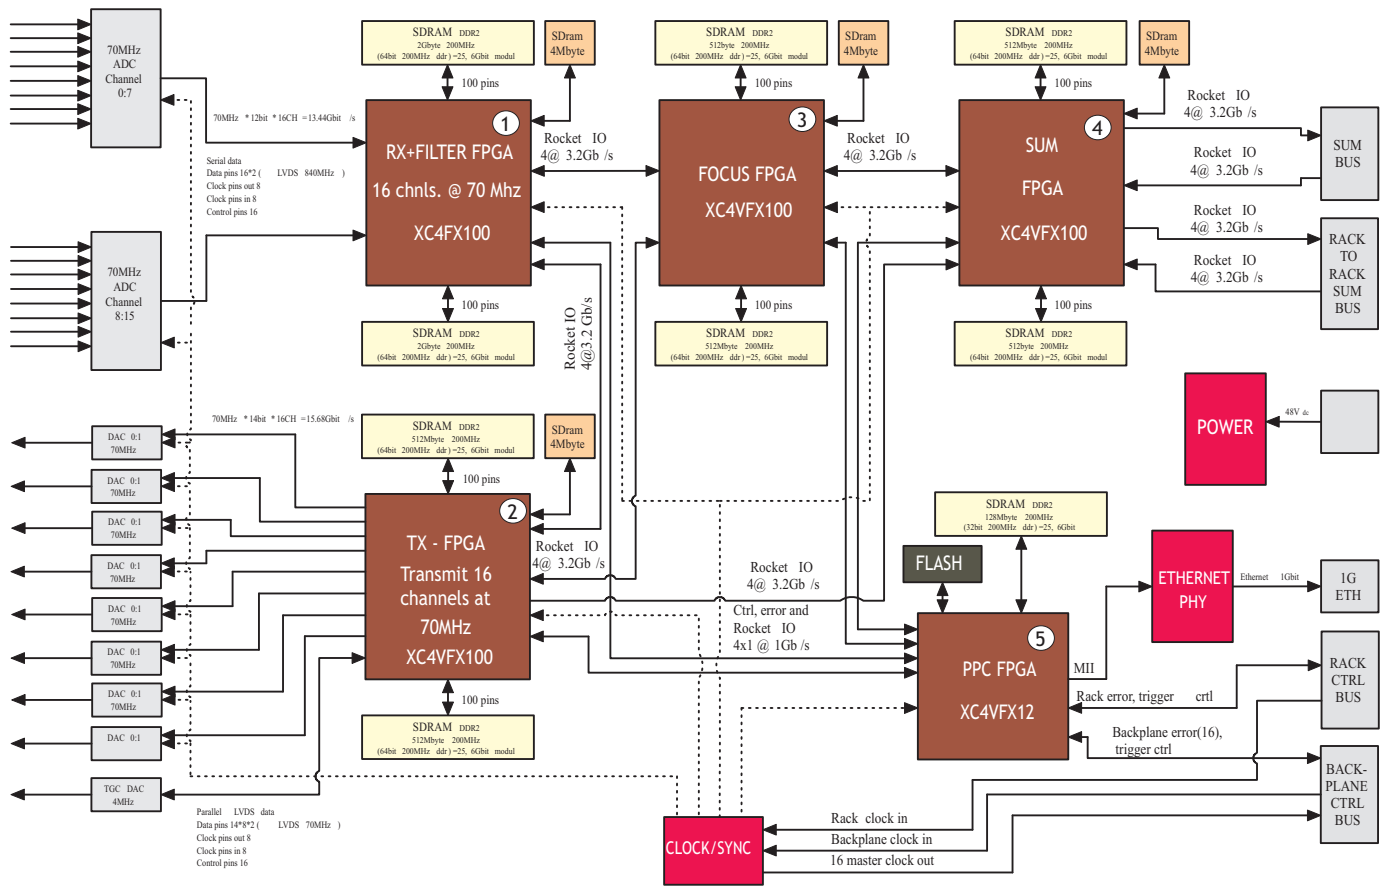 70MHz
ADC
Channel
0:7
SDRAM DDR2
2Gbyte 200MHz
(64bit 200MHz ddr)=25, 6Gbit modul
SDram
4Mbyte
SDRAM DDR2
512byte 200MHz
(64bit 200MHz ddr)=25, 6Gbit modul
SDram
4Mbyte
SDRAM DDR2
512Mbyte 200MHz
(64bit 200MHz ddr)=25, 6Gbit modul
SDram
4Mbyte
100 pins
100 pins
100 pins
70MHz *12bit *16CH =13.44Gbit /s
Serial data
Data pins 16*2 ( LVDS 840MHz )
Clock pins out 8
Clock pins in 8
Control pins 16
1
RX+FILTER FPGA
16 chnls. @ 70 Mhz
XC4FX100
Rocket IO
4@ 3.2Gb /s
3
FOCUS FPGA
XC4VFX100
Rocket IO
4@ 3.2Gb /s
4
SUM
FPGA
XC4VFX100
Rocket IO
4@ 3.2Gb /s
Rocket IO
4@ 3.2Gb /s
Rocket IO
4@ 3.2Gb /s
Rocket IO
4@ 3.2Gb /s
SUM
BUS
RACK
TO
RACK
SUM
BUS
70MHz
ADC
Channel
8:15
100 pins
100 pins
100 pins
SDRAM DDR2
2Gbyte 200MHz
(64bit 200MHz ddr)=25, 6Gbit modul
SDRAM DDR2
512Mbyte 200MHz
(64bit 200MHz ddr)=25, 6Gbit modul
SDRAM DDR2
512byte 200MHz
(64bit 200MHz ddr)=25, 6Gbit modul
Rocket IO
4@3.2 Gb/s
70MHz *14bit *16CH =15.68Gbit /s
SDRAM DDR2
512Mbyte 200MHz
(64bit 200MHz ddr)=25, 6Gbit modul
SDram
4Mbyte
100 pins
POWER
48V dc
DAC 0:1
70MHz
DAC 0:1
70MHz
DAC 0:1
70MHz
DAC 0:1
70MHz
DAC 0:1
70MHz
DAC 0:1
70MHz
DAC 0:1
70MHz
DAC 0:1
TGC DAC
4MHz
2
TX - FPGA
Transmit 16
channels at
70MHz
XC4VFX100
Rocket IO
4@ 3.2Gb /s
Rocket IO
4@ 3.2Gb /s
Ctrl, error and
Rocket IO
4x1 @ 1Gb /s
SDRAM DDR2
128Mbyte 200MHz
(32bit 200MHz ddr)=25, 6Gbit
FLASH
5
PPC FPGA
XC4VFX12
MII
ETHERNET
PHY
Ethernet 1Gbit
1G
ETH
Rack error, trigger crtl
RACK
CTRL
BUS
Backplane error(16),
trigger ctrl
BACK-
PLANE
CTRL
BUS
100 pins
SDRAM DDR2
512Mbyte 200MHz
(64bit 200MHz ddr)=25, 6Gbit modul
Parallel LVDS data
Data pins 14*8*2 ( LVDS 70MHz )
Clock pins out 8
Clock pins in 8
Control pins 16
CLOCK/SYNC
Rack clock in
Backplane clock in
16 master clock out